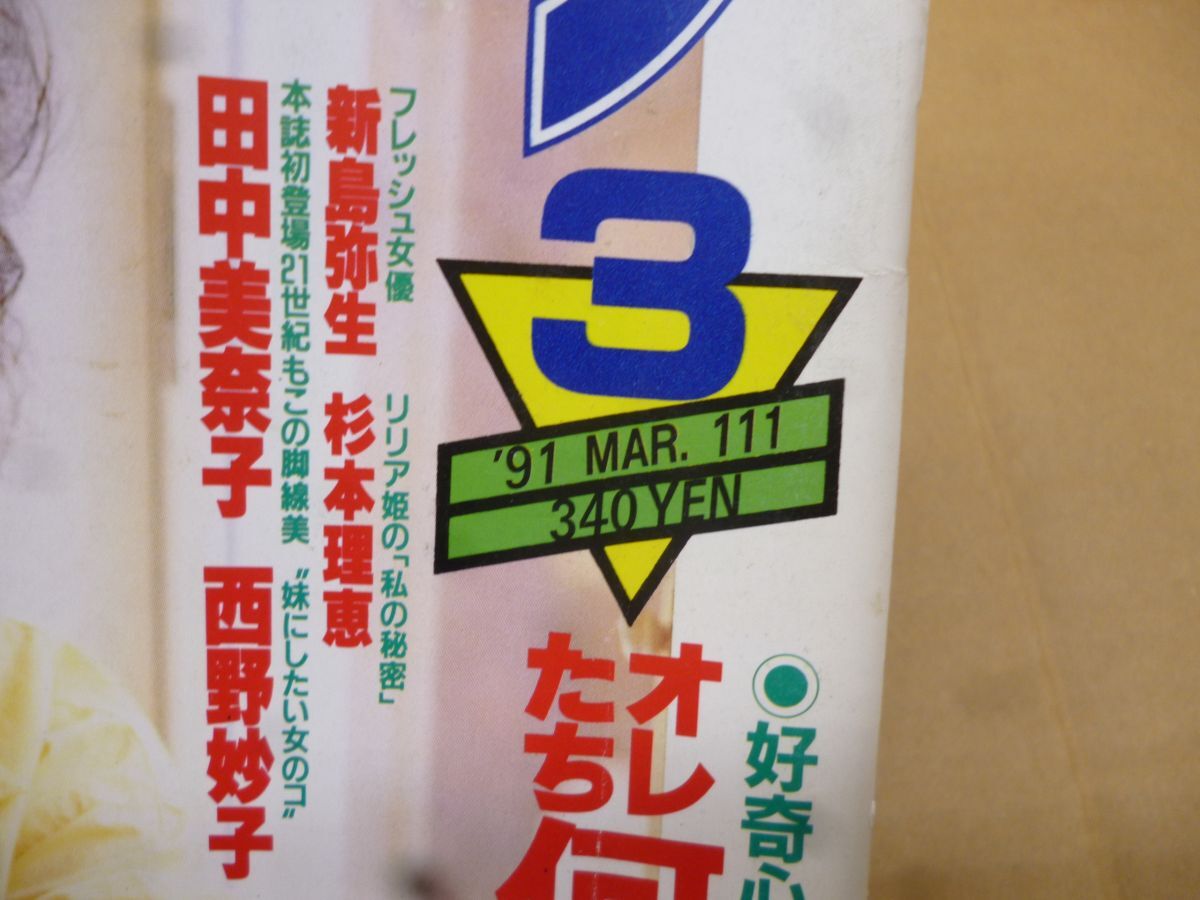 3
'91 MAR. 111
340 YEN
好奇心
オレ
たち
フレッシュ女優
新島弥生
リリア姫の「私の秘密」
杉本理恵
本誌初登場21世紀もこの脚線美
田中美奈子
"妹にしたい女のコ"
西野妙子